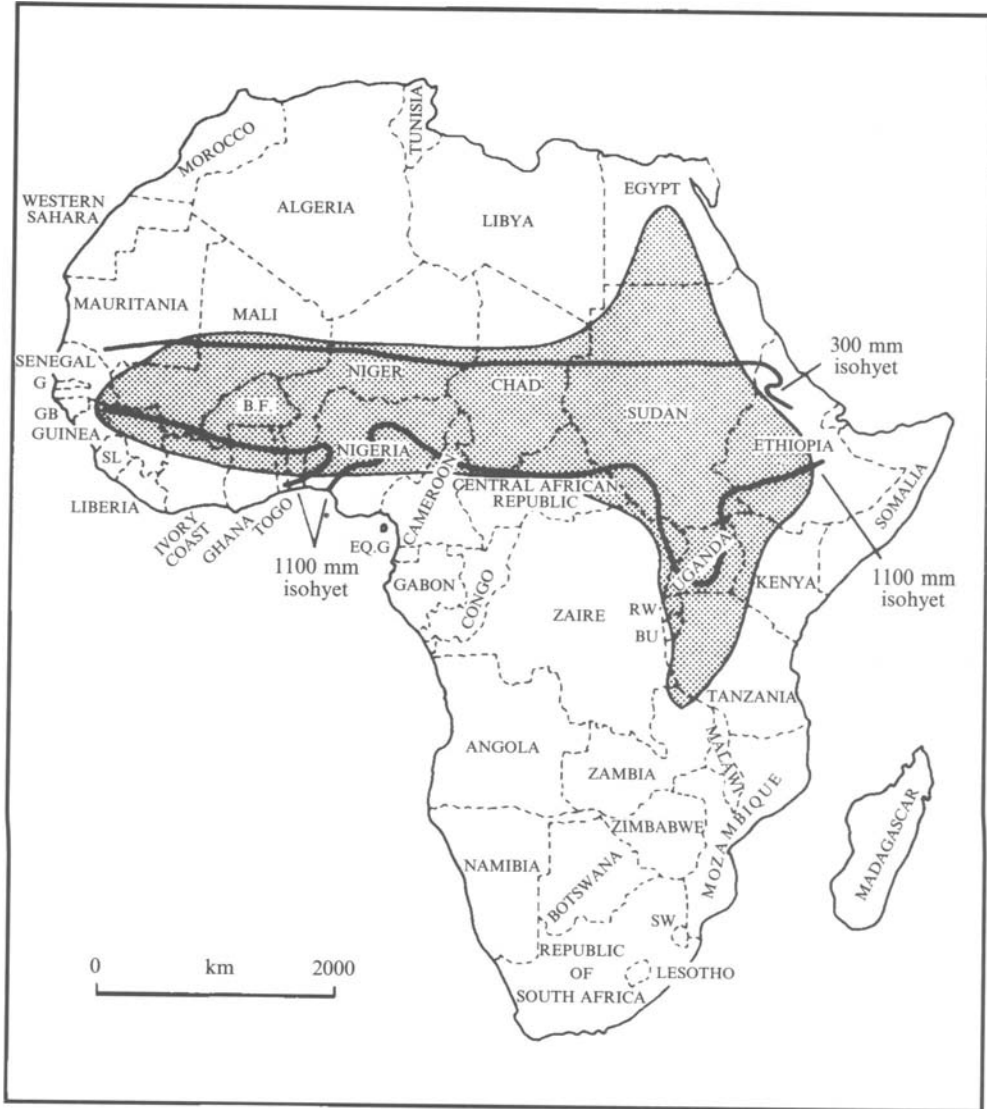 TUNISIA
MOROCCO
EGYPT
WESTERN
SAHARA
ALGERIA
LIBYA
MAURITANIA
MALI
300 mm
isohyet
SENEGAL
NIGER
CHAD
G
B.F.
SUDAN
GB
GUINEA
NIGERIA
ETHIOPIA
SL
CENTRAL AFRICAN
REPUBLIC
CAMEROON
SOMALIA
LIBERIA
IVORY
COAST
GHANA
TOGO
EQ.G
UGANDA
1100 mm
isohyet
GABON
CONGO
KENYA
1100 mm
isohyet
ZAIRE
RW
BU
TANZANIA
ANGOLA
MALAWI
ZAMBIA
MOZAMBIQUE
ZIMBABWE
MADAGASCAR
NAMIBIA
BOTSWANA
SW
0 km 2000
REPUBLIC
OF
SOUTH AFRICA
LESOTHO